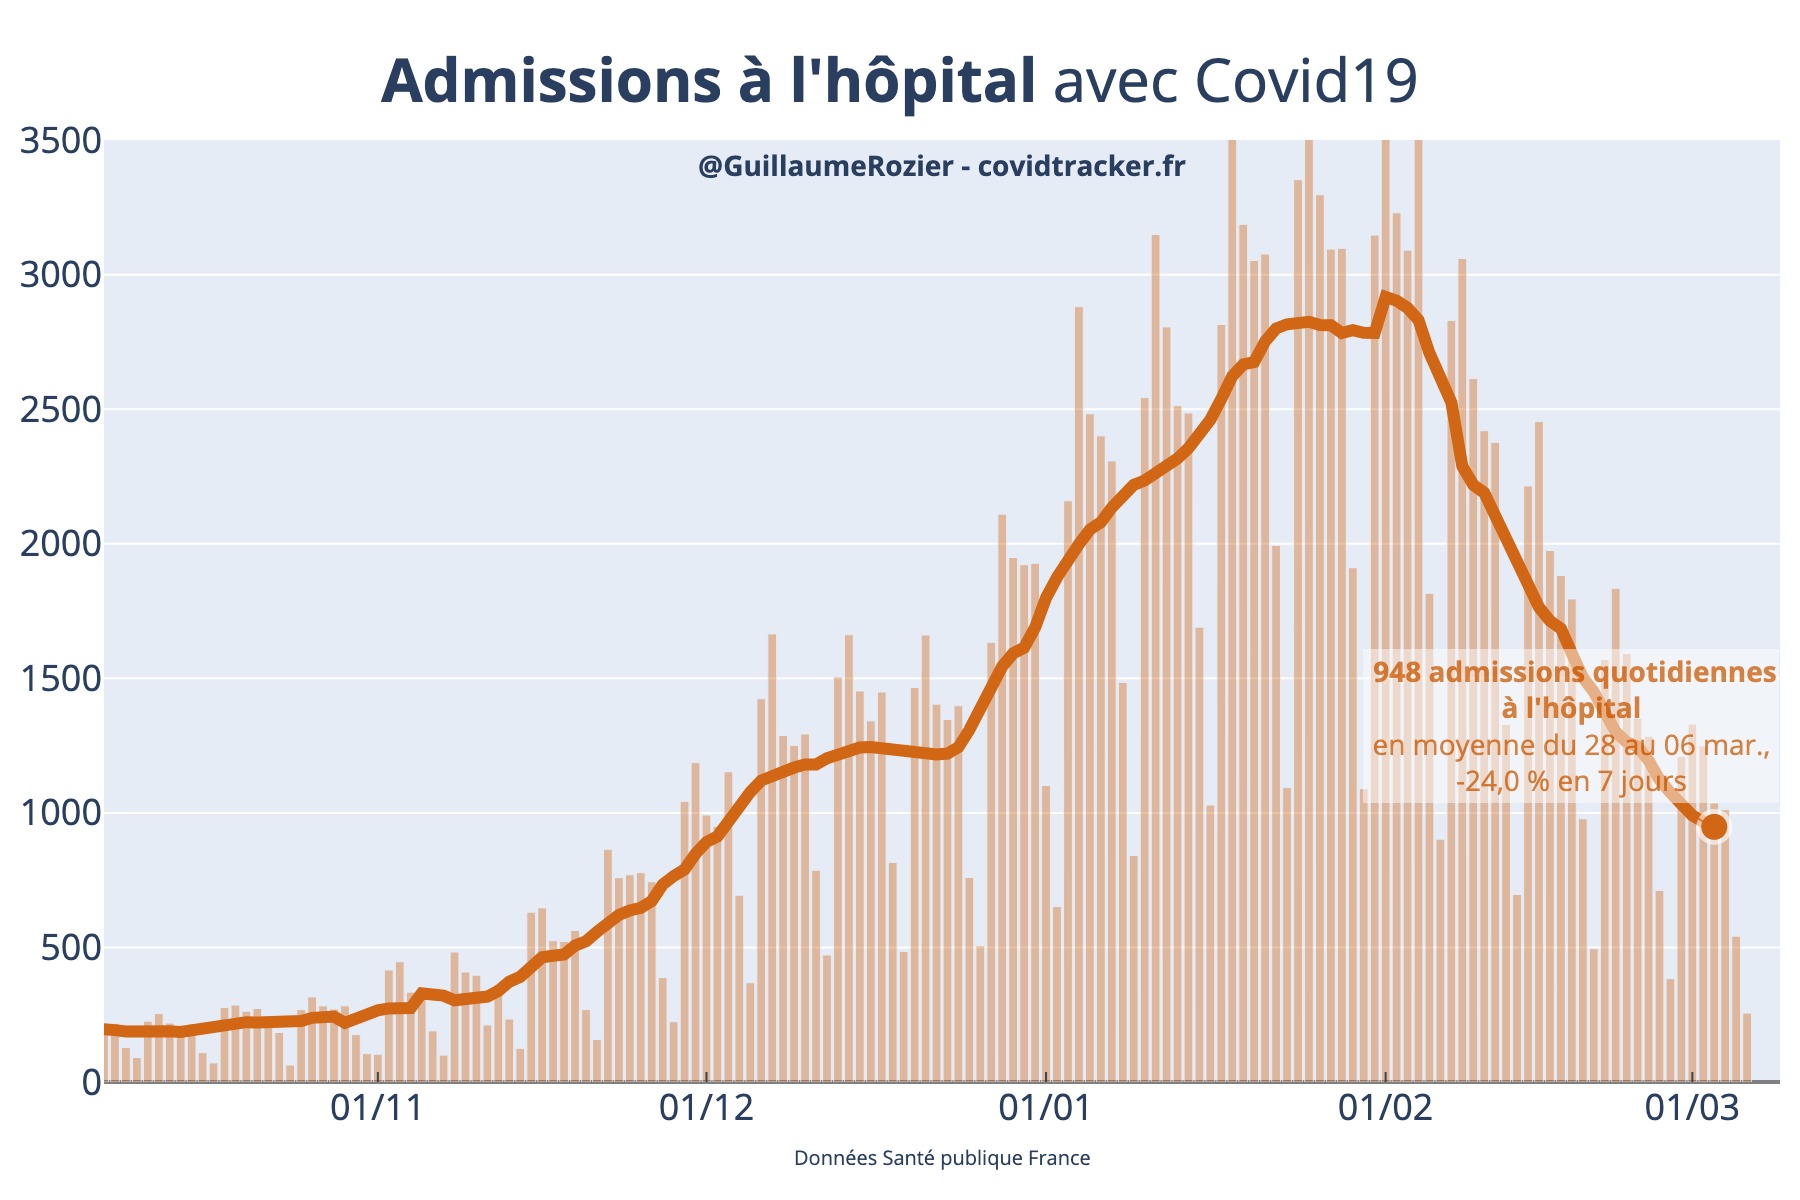 Admissions à l'hôpital avec Covid19
@GuillaumeRozier - covidtracker.fr
3500
3000
2500
2000
1500
1000
500
0
948 admissions quotidiennes
à l'hôpital
en moyenne du 28 au 06 mar.,
-24,0 % en 7 jours
01/11 01/12 01/01 01/02 01/03
Données Santé publique France